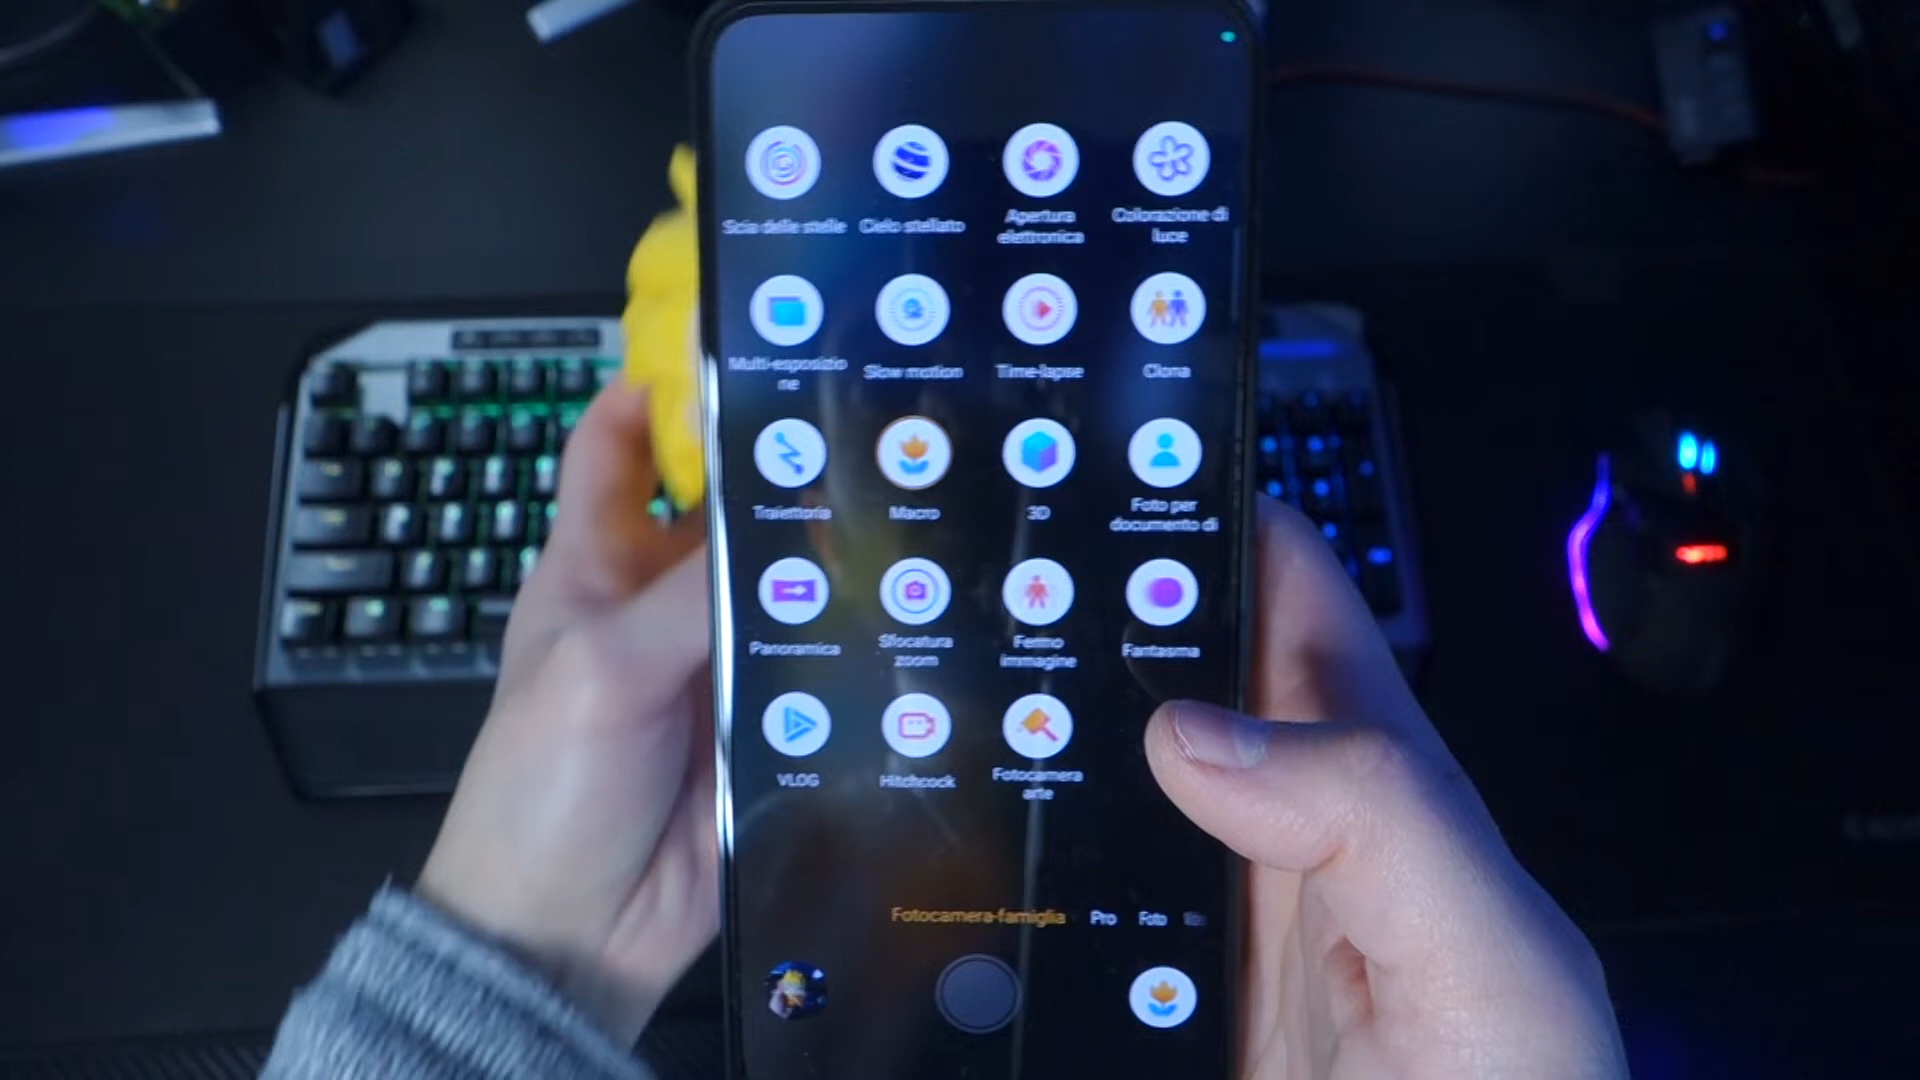 Scia delle stelle
Cielo stellato
Apertura
elettronica
Colorazione di
luce
Multi-esposizio
ne
Slow motion
Time-lapse
Clona
Traiettoria
Macro
3D
Foto per
documento di
Panoramica
Sfocatura
zoom
Fermo
immagine
Fantasma
VLOG
Hitchcock
Fotocamera
arte
Fotocamera-famiglia
Pro
Foto